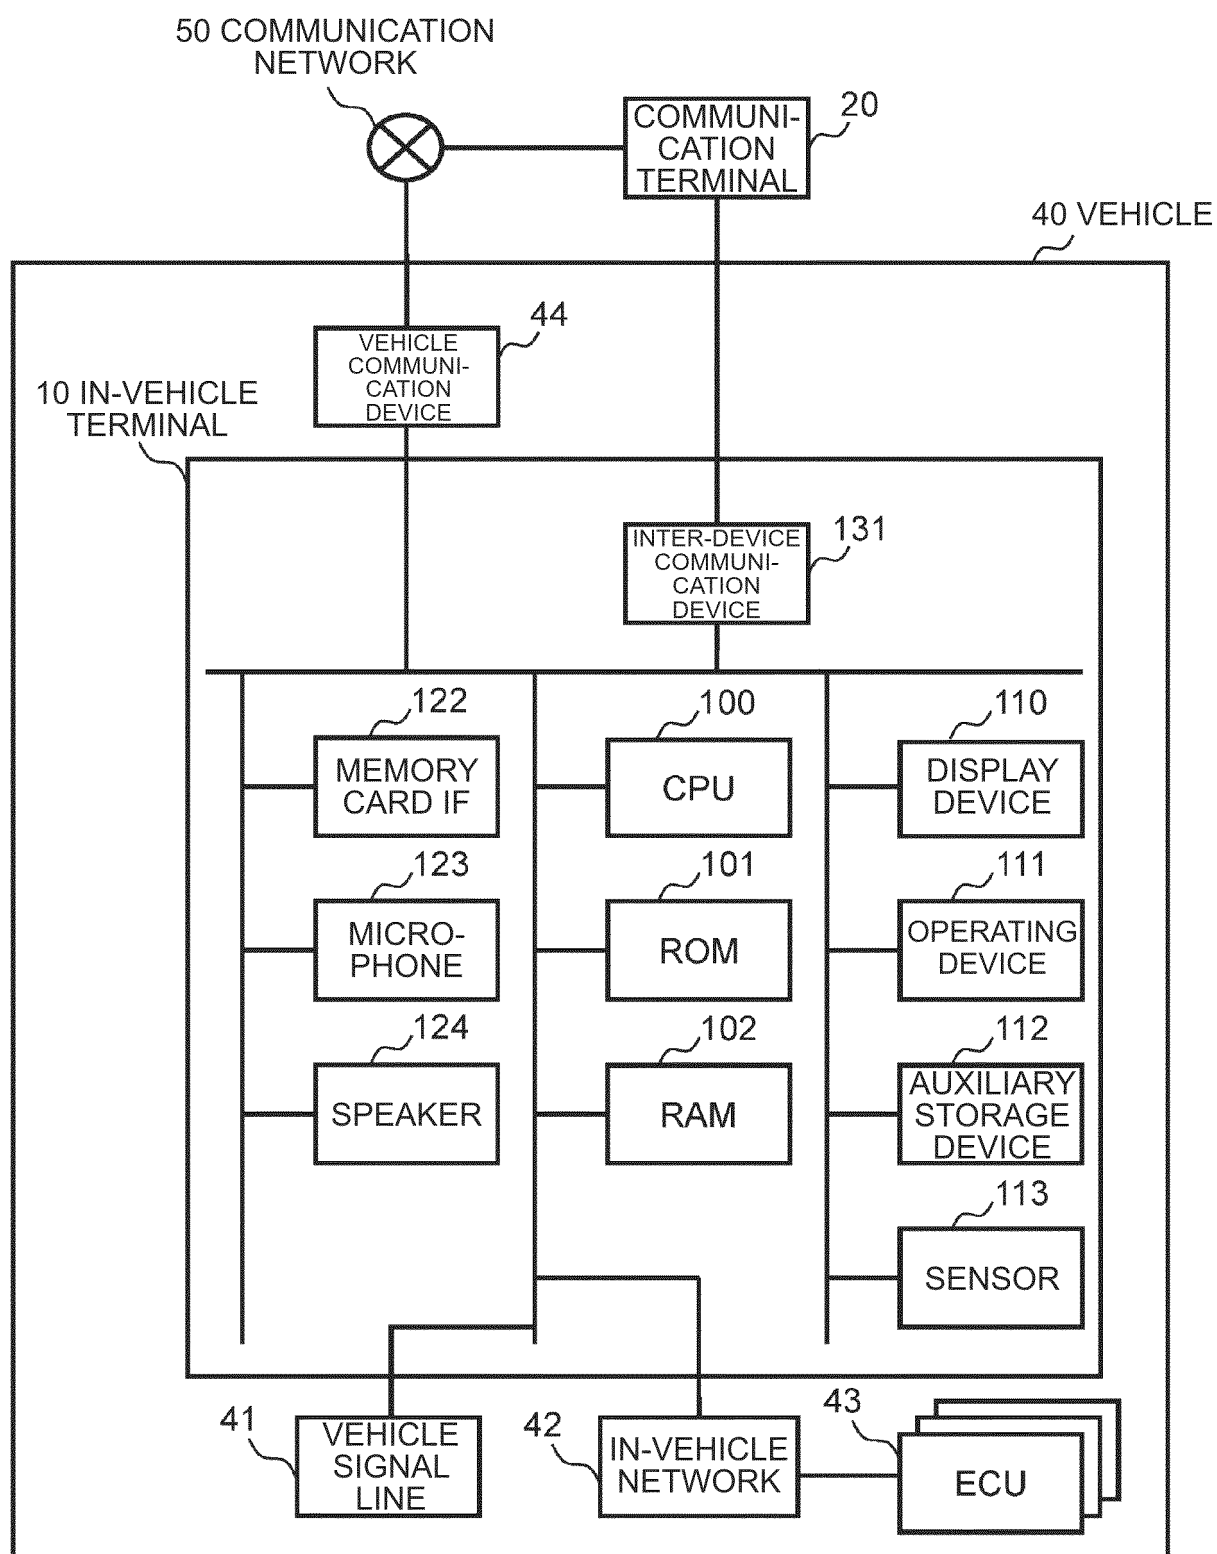 50 COMMUNICATION
NETWORK
COMMUNI-
CATION
TERMINAL
20
40 VEHICLE
44
VEHICLE
COMMUNI-
CATION
DEVICE
10 IN-VEHICLE
TERMINAL
131
INTER-DEVICE
COMMUNI-
CATION
DEVICE
122
MEMORY
CARD IF
100
CPU
110
DISPLAY
DEVICE
123
MICRO-
PHONE
101
ROM
111
OPERATING
DEVICE
124
SPEAKER
102
RAM
112
AUXILIARY
STORAGE
DEVICE
113
SENSOR
41
VEHICLE
SIGNAL
LINE
42
IN-VEHICLE
NETWORK
43
ECU